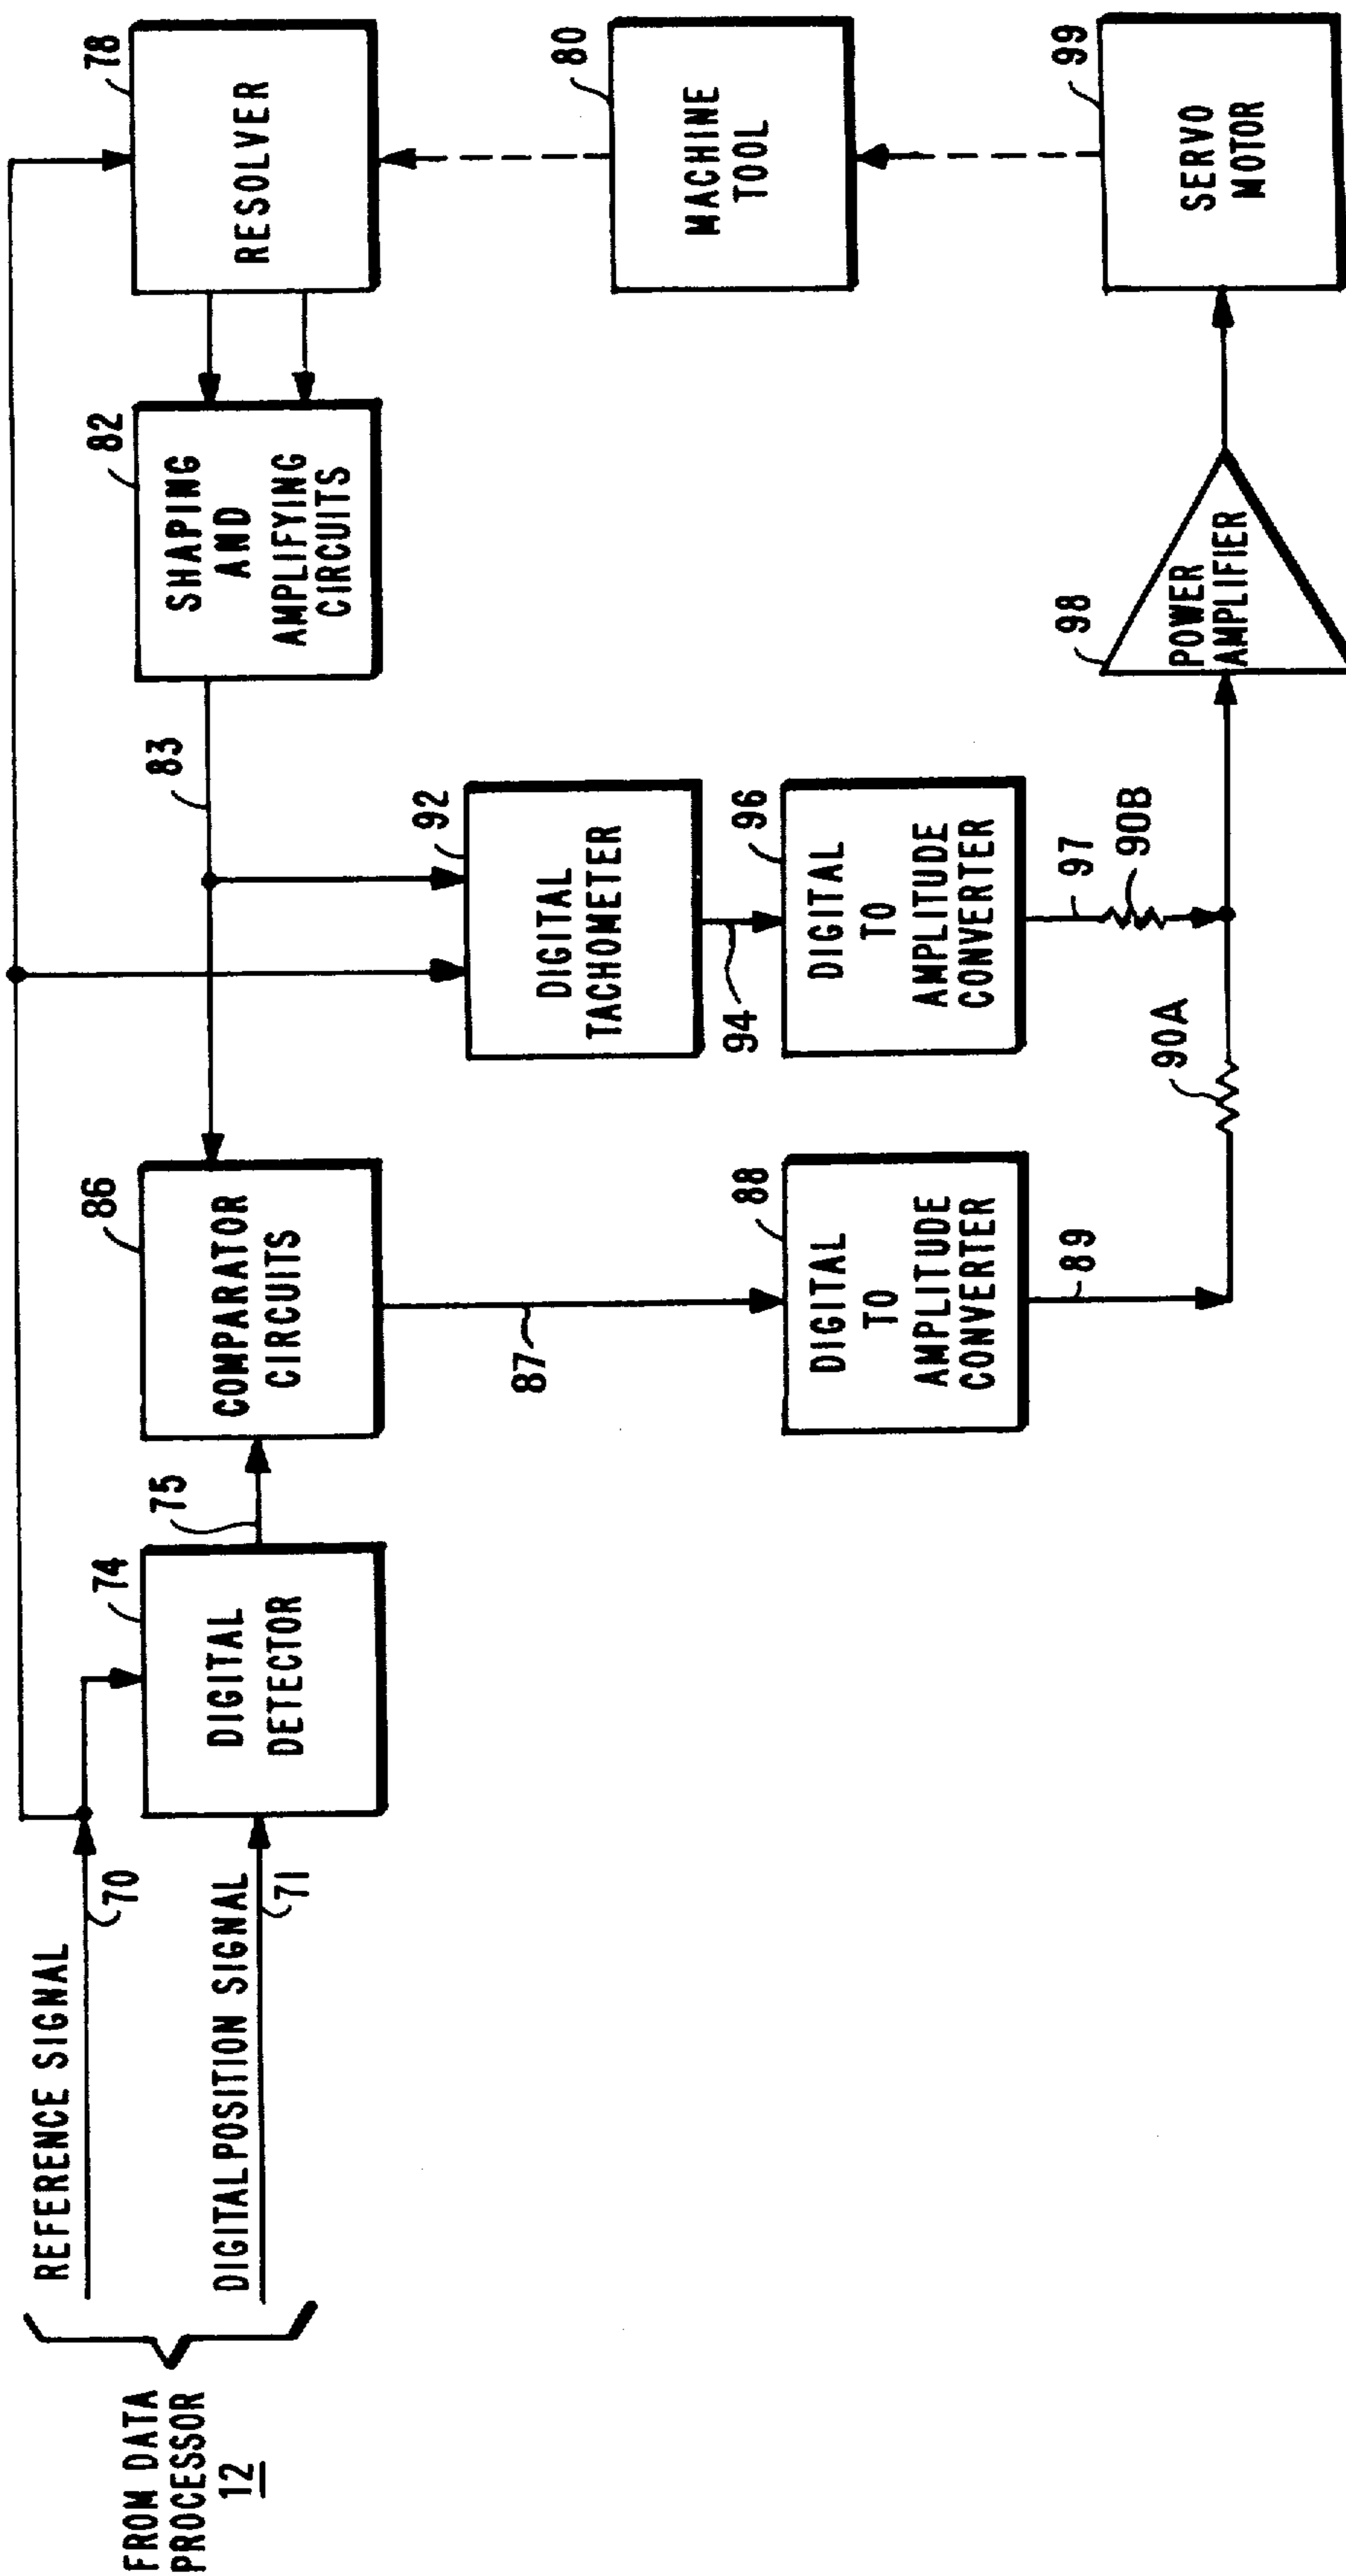 FROM DATA
PROCESSOR
12
REFERENCE SIGNAL
70
DIGITAL POSITION SIGNAL
71
74
DIGITAL
DETECTOR
75
86
COMPARATOR
CIRCUITS
83
82
SHAPING
AND
AMPLIFYING
CIRCUITS
78
RESOLVER
87
92
DIGITAL
TACHOMETER
94
80
MACHINE
TOOL
88
DIGITAL
TO
AMPLITUDE
CONVERTER
89
96
DIGITAL
TO
AMPLITUDE
CONVERTER
97
90B
90A
98
POWER
AMPLIFIER
99
SERVO
MOTOR